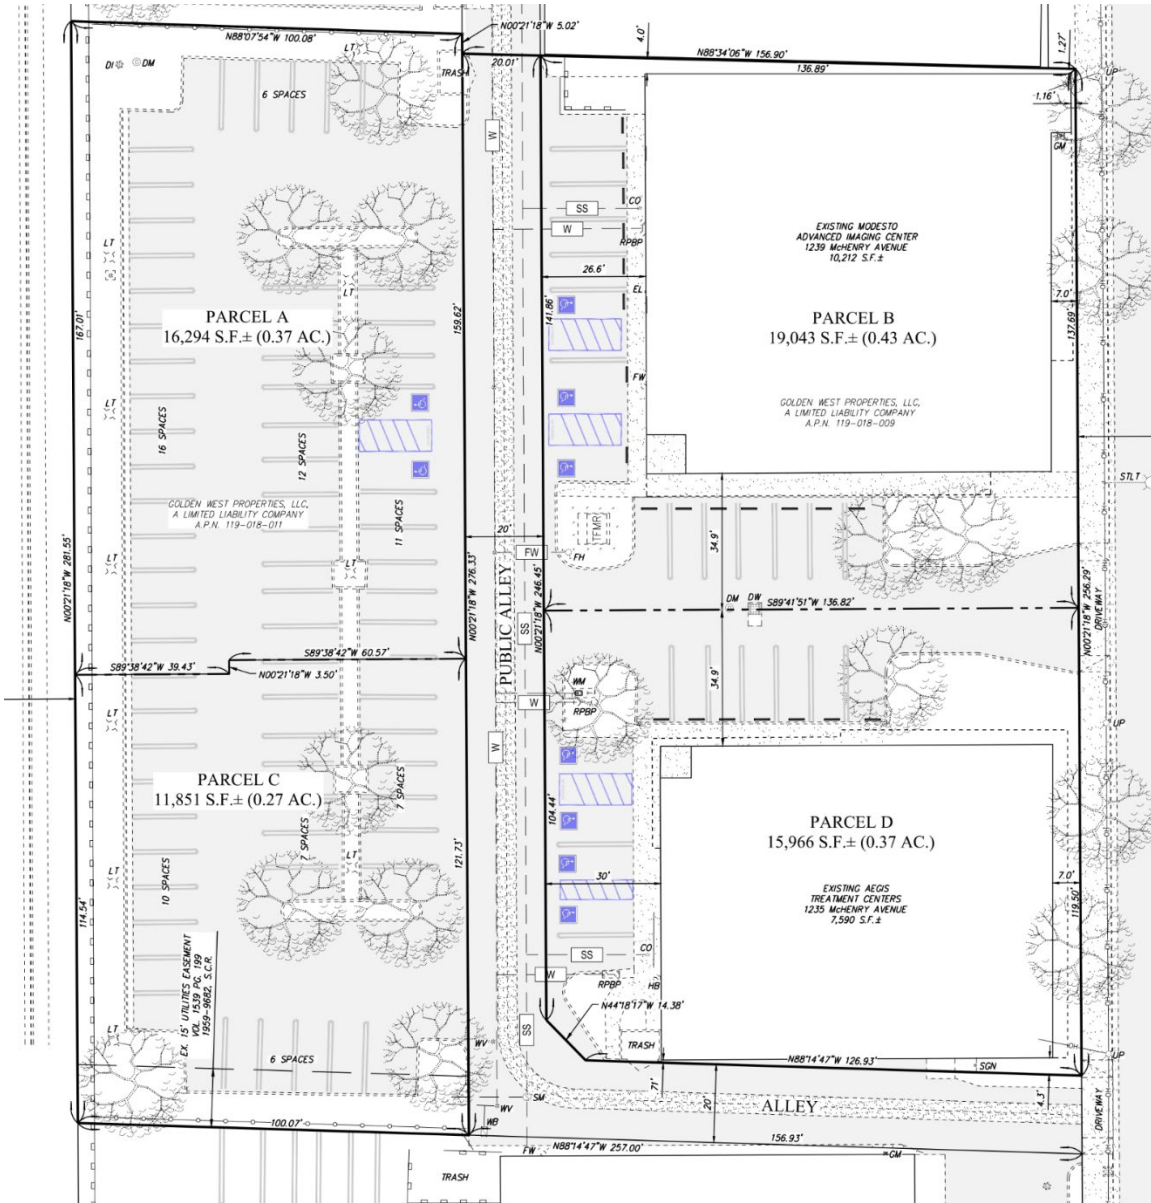 N00°21'18"W 5.02'
N88°07'54"W 100.08'
LT
DI
DM
TRASH
20.01'
4.0'
N88°34'06"W 156.90'
136.89'
1.27'
UP
1.16'
GM
6 SPACES
W
SS
CO
W
RPBP
26.6'
EL
FW
LT
LT
PARCEL A
16,294 S.F.± (0.37 AC.)
167.01'
159.62'
141.86'
EXISTING MODESTO
ADVANCED IMAGING CENTER
1239 McHENRY AVENUE
10,212 S.F.±
7.0'
137.69'
PARCEL B
19,043 S.F.± (0.43 AC.)
GOLDEN WEST PROPERTIES, LLC,
A LIMITED LIABILITY COMPANY
A.P.N. 119-018-009
LT
16 SPACES
12 SPACES
11 SPACES
GOLDEN WEST PROPERTIES, LLC,
A LIMITED LIABILITY COMPANY
A.P.N. 119-018-011
STLT
N00°21'18"W 281.55'
20'
N00°21'18"W 276.33'
PUBLIC ALLEY
N00°21'18"W 246.45'
TFMR
FW
FH
34.9'
LT
LT
SS
DM
DW
S89°41'51"W 136.82'
N00°21'18"W 256.29'
DRIVEWAY
S89°38'42"W 39.43'
S89°38'42"W 60.57'
N00°21'18"W 3.50'
34.9'
WM
W
RPBP
LT
UP
W
PARCEL C
11,851 S.F.± (0.27 AC.)
7 SPACES
7 SPACES
10 SPACES
LT
LT
114.54'
121.73'
104.44'
PARCEL D
15,966 S.F.± (0.37 AC.)
30'
EXISTING AEGIS
TREATMENT CENTERS
1235 McHENRY AVENUE
7,590 S.F.±
7.0'
119.50'
EX. 15' UTILITIES EASEMENT
VOL 1539 PG. 199
1959-9682, S.C.R.
SS
CO
W
RPBP
HB
N44°18'17"W 14.38'
LT
SS
WV
TRASH
6 SPACES
N88°14'47"W 126.93'
SGN
UP
.71'
20'
4.3'
SM
WV
WB
ALLEY
DRIVEWAY
100.07'
FW
N88°14'47"W 257.00'
156.93'
GM
TRASH